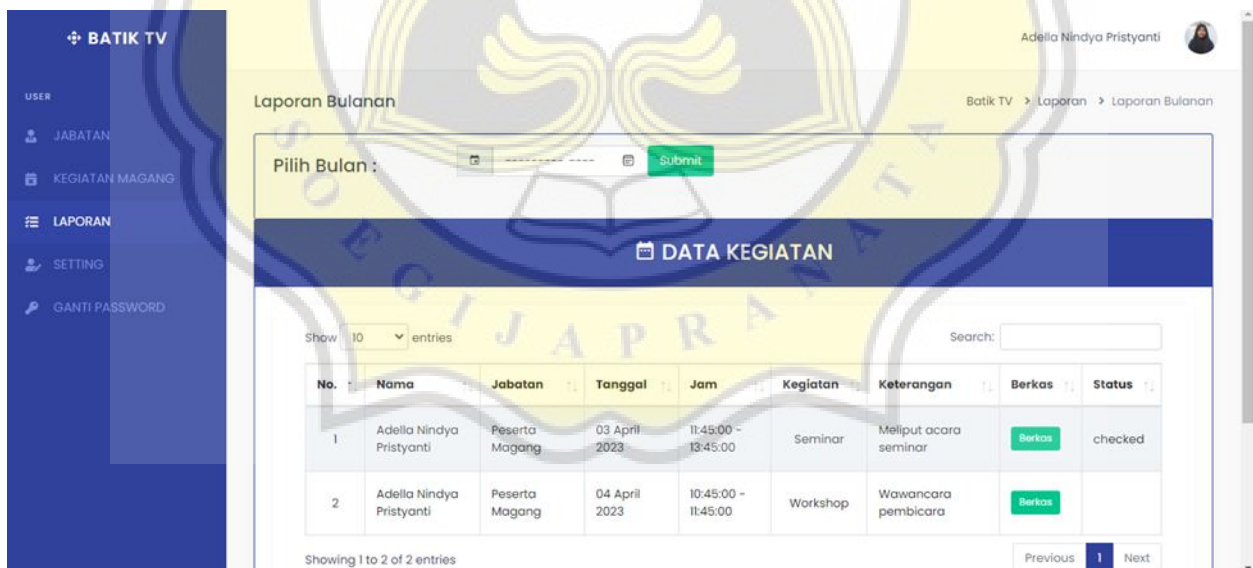 BATIK TV
Adella Nindya Pristyanti
USER
JABATAN
KEGIATAN MAGANG
LAPORAN
SETTING
GANTI PASSWORD
Laporan Bulanan
Batik TV > Laporan > Laporan Bulanan
Pilih Bulan :
--------- ----
Submit
DATA KEGIATAN
Show 10 entries
Search:
No. Nama Jabatan Tanggal Jam Kegiatan Keterangan Berkas Status
1 Adella Nindya Pristyanti Peserta Magang 03 April 2023 11:45:00 - 13:45:00 Seminar Meliput acara seminar Berkas checked
2 Adella Nindya Pristyanti Peserta Magang 04 April 2023 10:45:00 - 11:45:00 Workshop Wawancara pembicara Berkas
Showing 1 to 2 of 2 entries
Previous 1 Next
SOEGIJAPRANATA